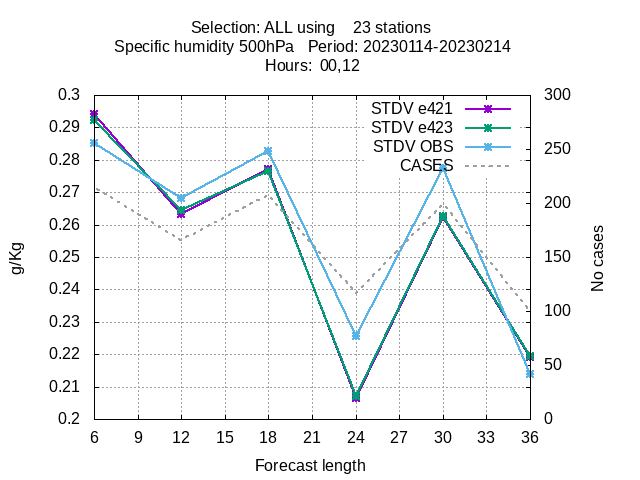 Selection: ALL using    23 stations
Specific humidity 500hPa   Period: 20230114-20230214
Hours:  00,12
STDV e421
STDV e423
STDV OBS
CASES
0.3
0.29
0.28
0.27
0.26
0.25
0.24
0.23
0.22
0.21
0.2
g/Kg
300
250
200
150
100
50
0
No cases
6 9 12 15 18 21 24 27 30 33 36
Forecast length